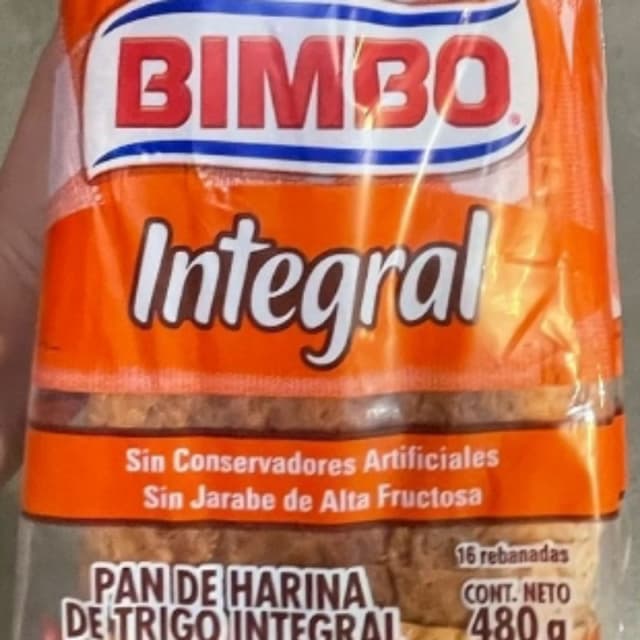 BIMBO
Integral
Sin Conservadores Artificiales
Sin Jarabe de Alta Fructosa
16 rebanadas
PAN DE HARINA
DE TRIGO INTEGRAL
CONT. NETO
480 g